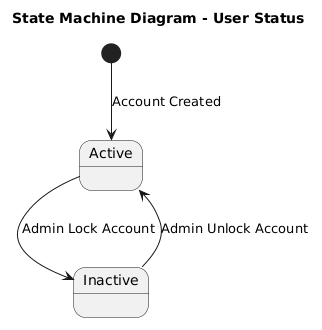 State Machine Diagram - User Status
Account Created
Active
Admin Lock Account
Admin Unlock Account
Inactive